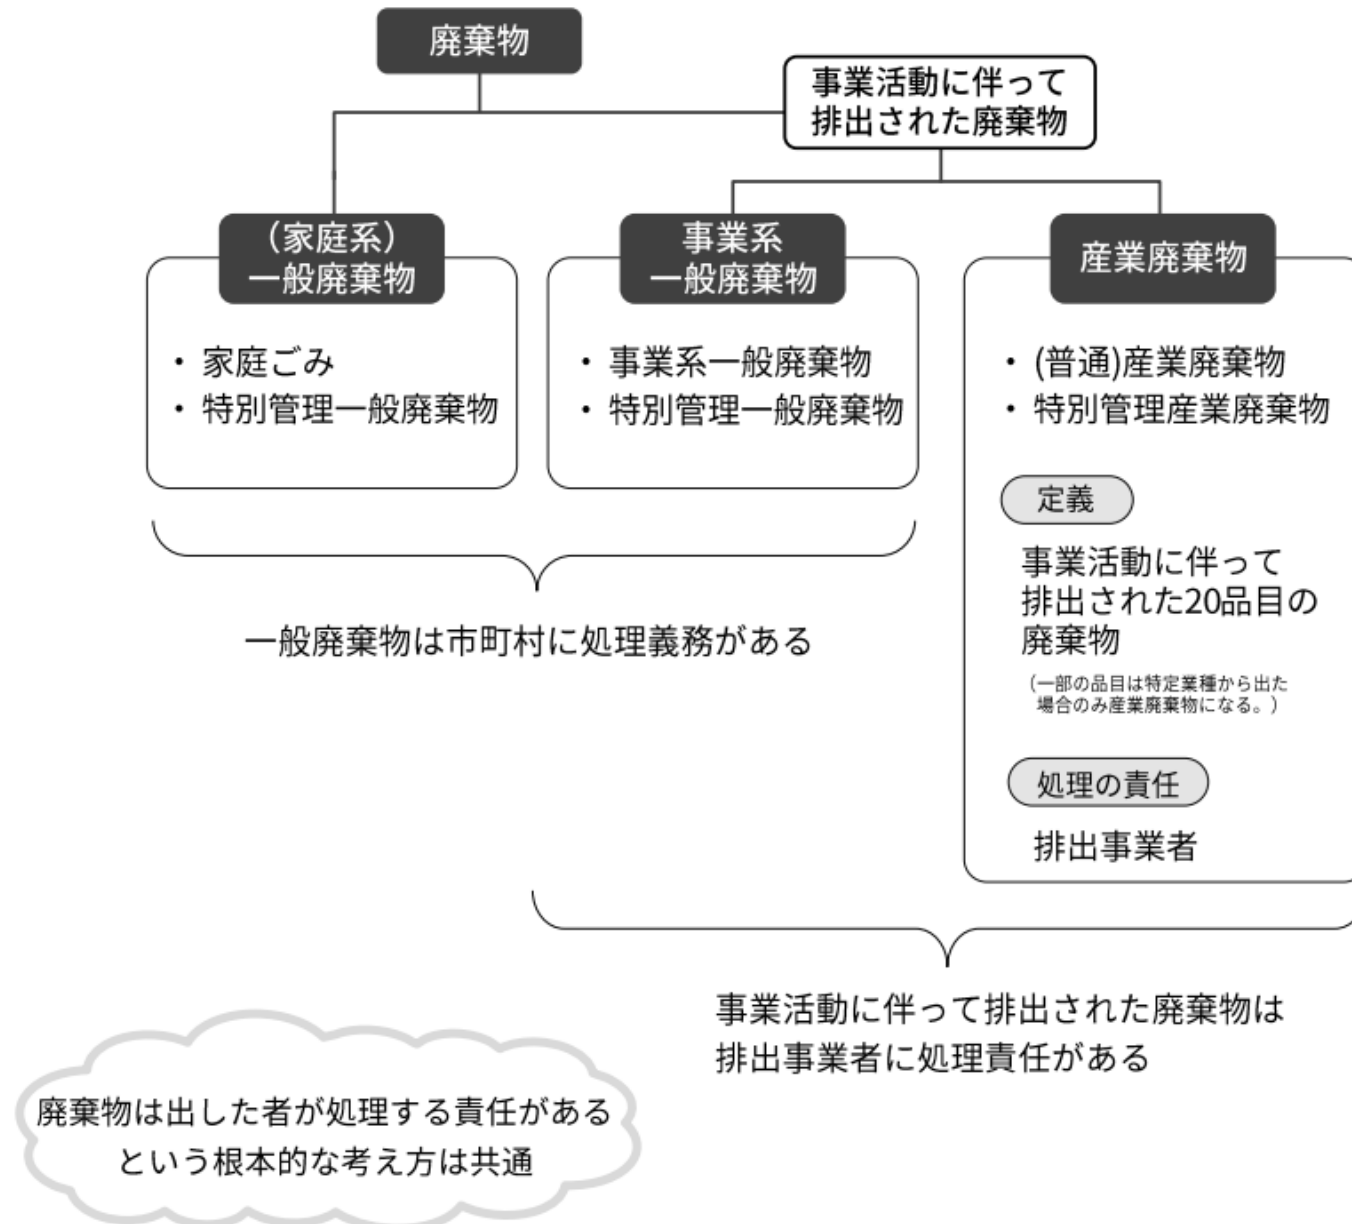 廃棄物
事業活動に伴って
排出された廃棄物
（家庭系）
一般廃棄物
・ 家庭ごみ
・ 特別管理一般廃棄物
事業系
一般廃棄物
・ 事業系一般廃棄物
・ 特別管理一般廃棄物
産業廃棄物
・ (普通)産業廃棄物
・ 特別管理産業廃棄物
定義
事業活動に伴って
排出された20品目の
廃棄物
（一部の品目は特定業種から出た
場合のみ産業廃棄物になる。）
処理の責任
排出事業者
一般廃棄物は市町村に処理義務がある
事業活動に伴って排出された廃棄物は
排出事業者に処理責任がある
廃棄物は出した者が処理する責任がある
という根本的な考え方は共通